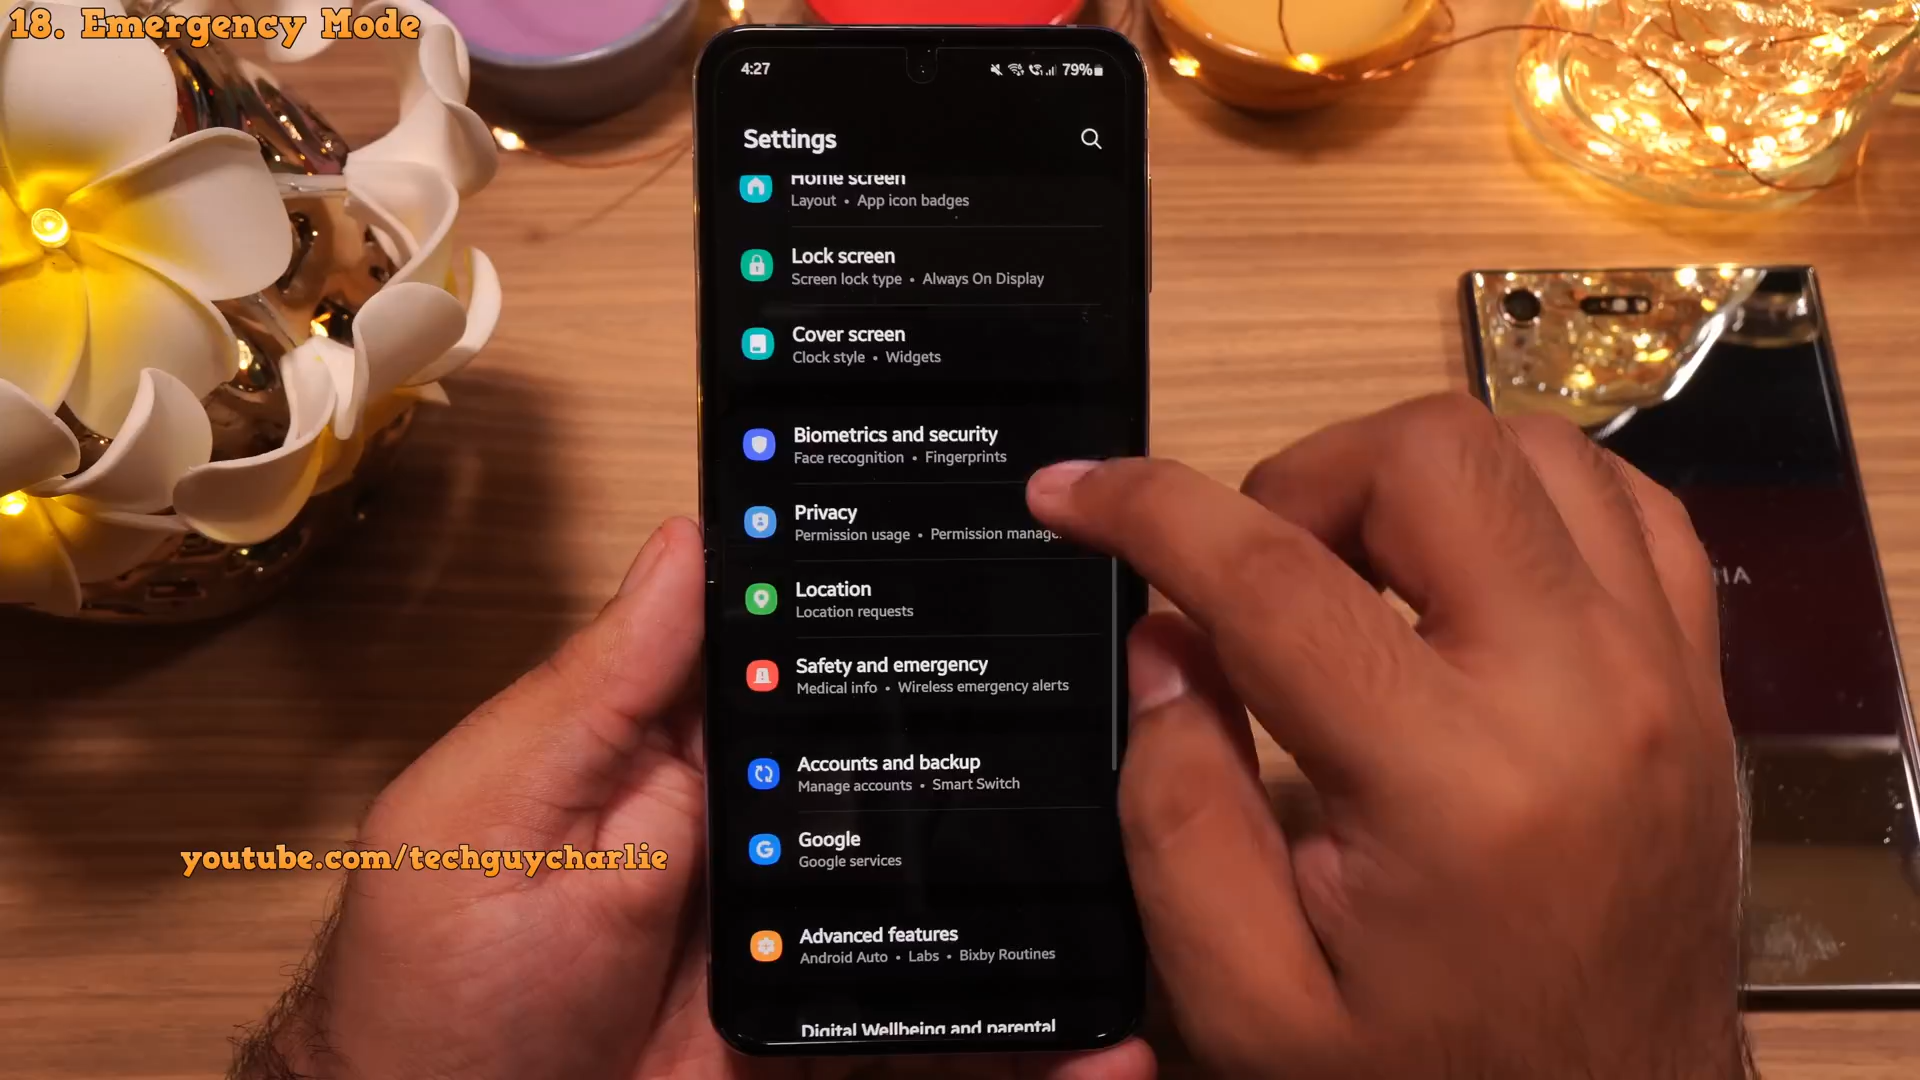 18. Emergency Mode
4:27
79%
Settings
Home screen
Layout • App icon badges
Lock screen
Screen lock type • Always On Display
Cover screen
Clock style • Widgets
Biometrics and security
Face recognition • Fingerprints
Privacy
Permission usage • Permission manage
Location
Location requests
Safety and emergency
Medical info • Wireless emergency alerts
Accounts and backup
Manage accounts • Smart Switch
Google
Google services
Advanced features
Android Auto • Labs • Bixby Routines
Digital Wellbeing and parental
youtube.com/techguycharlie